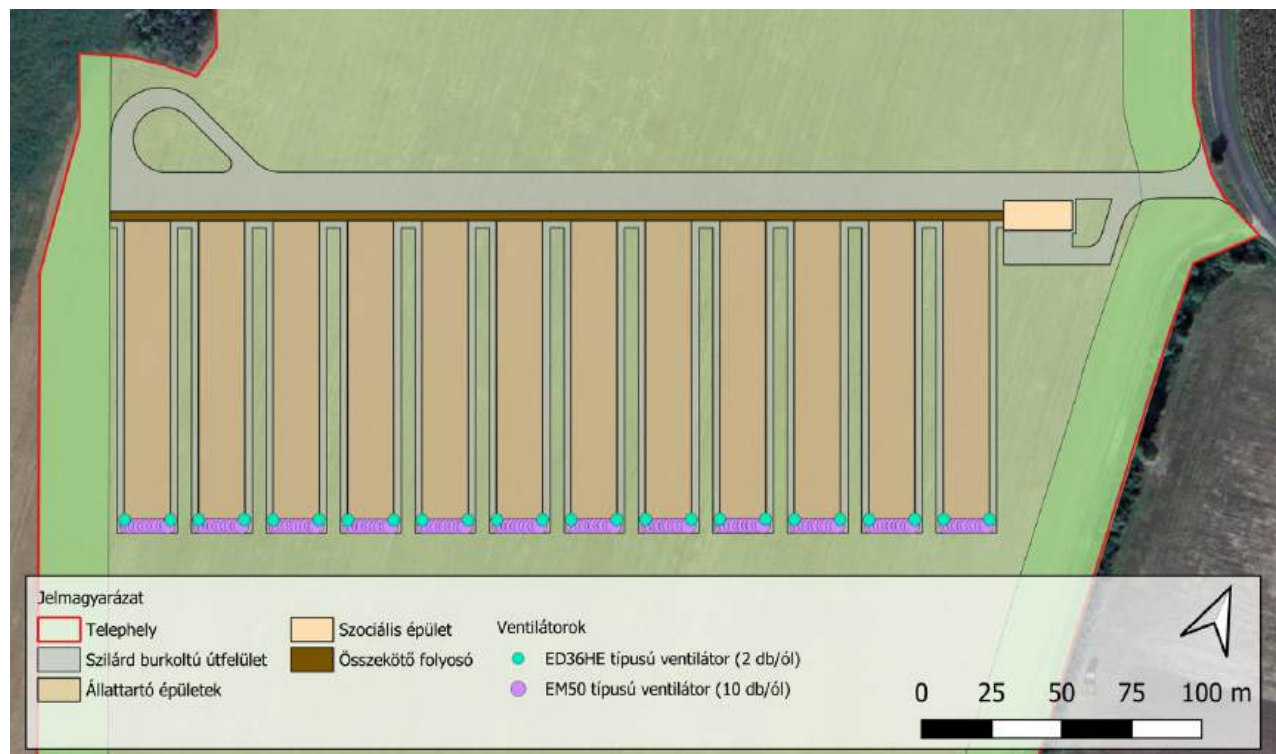 Jelmagyarázat
Telephely
Szilárd burkoltú útfelület
Állattartó épületek
Szociális épület
Összekötő folyosó
Ventilátorok
ED36HE típusú ventilátor (2 db/ól)
EM50 típusú ventilátor (10 db/ól)
0 25 50 75 100 m